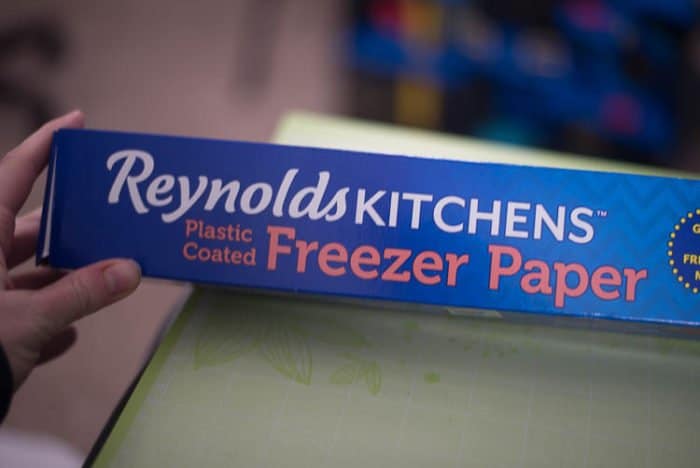 Reynolds KITCHENS™
Plastic
Coated
Freezer Paper